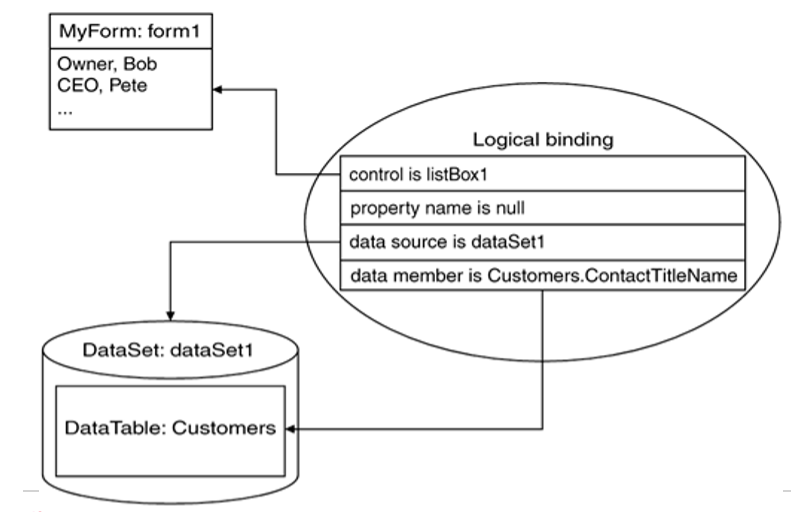 MyForm: form1
Owner, Bob
CEO, Pete
...
Logical binding
control is listBox1
property name is null
data source is dataSet1
data member is Customers.ContactTitleName
DataSet: dataSet1
DataTable: Customers